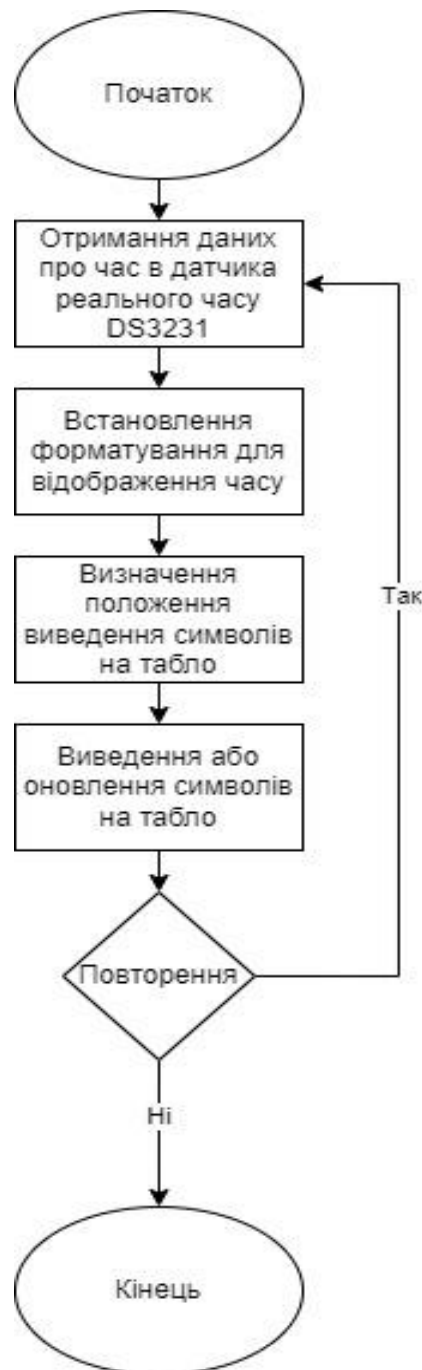 Початок
Отримання даних
про час в датчика
реального часу
DS3231
Встановлення
форматування для
відображення часу
Визначення
положення
виведення символів
на табло
Так
Виведення або
оновлення символів
на табло
Повторення
Ні
Кінець